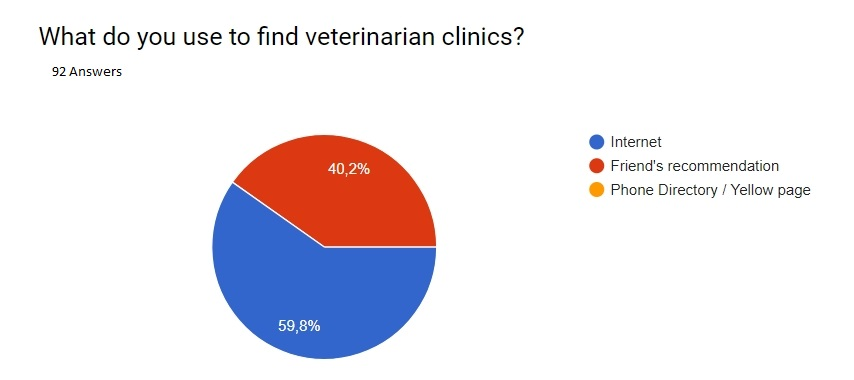 What do you use to find veterinarian clinics?
92 Answers
40,2%
59,8%
Internet
Friend's recommendation
Phone Directory / Yellow page